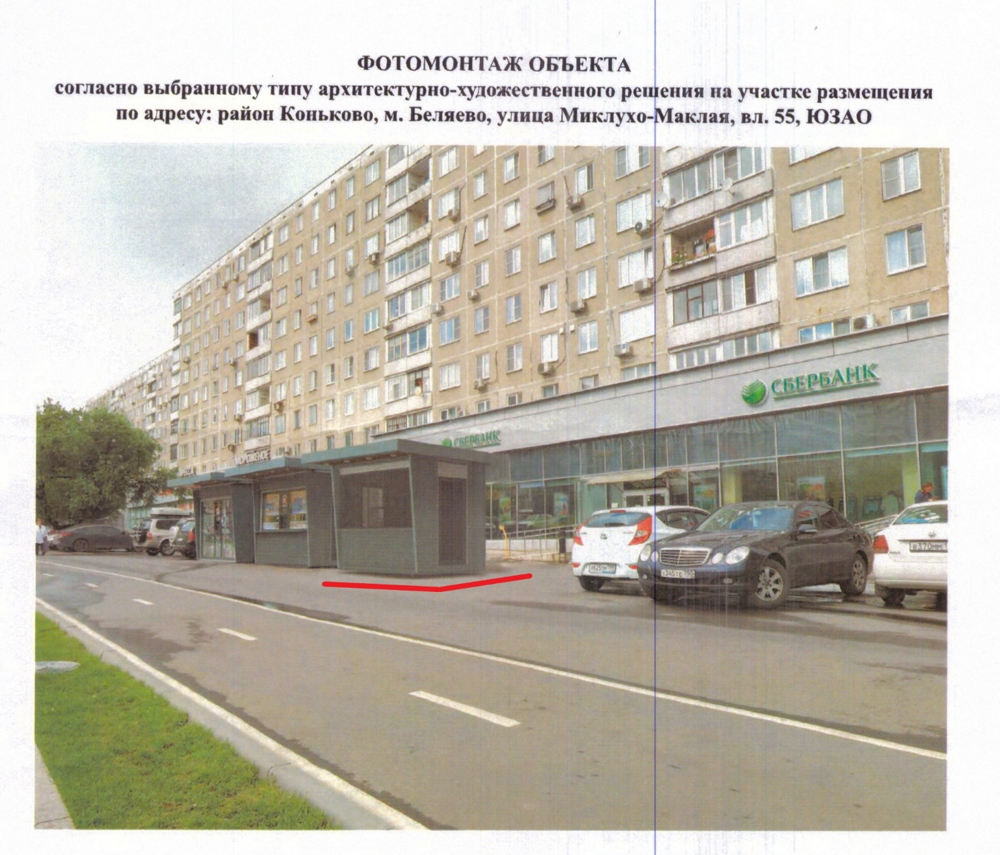 ФОТОМОНТАЖ ОБЪЕКТА
согласно выбранному типу архитектурно-художественного решения на участке размещения
по адресу: район Коньково, м. Беляево, улица Миклухо-Маклая, вл. 55, ЮЗАО
СБЕРБАНК
СБЕРБАНК
МОРОЖЕНОЕ